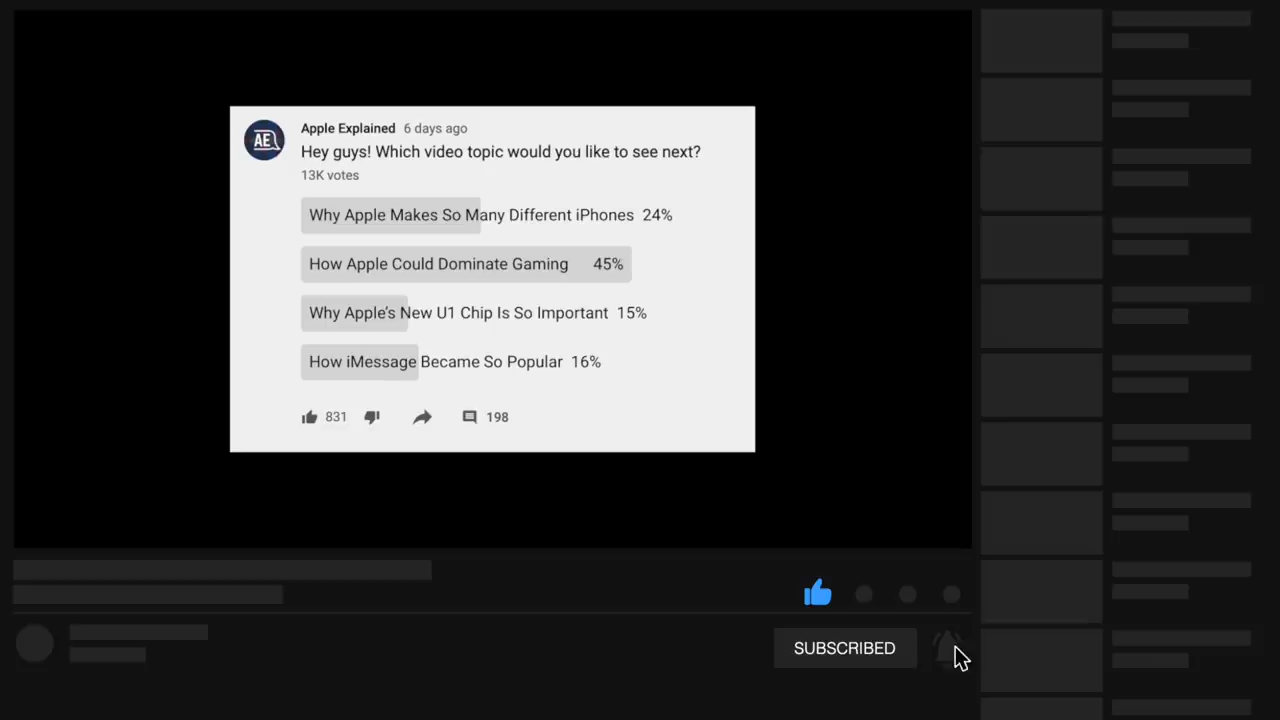 AE
Apple Explained 6 days ago
Hey guys! Which video topic would you like to see next?
13K votes
Why Apple Makes So Many Different iPhones 24%
How Apple Could Dominate Gaming 45%
Why Apple’s New U1 Chip Is So Important 15%
How iMessage Became So Popular 16%
831 198
SUBSCRIBED